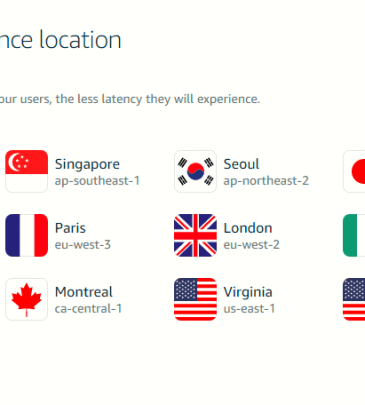 nce location
our users, the less latency they will experience.
Singapore
ap-southeast-1
Seoul
ap-northeast-2
Paris
eu-west-3
London
eu-west-2
Montreal
ca-central-1
Virginia
us-east-1